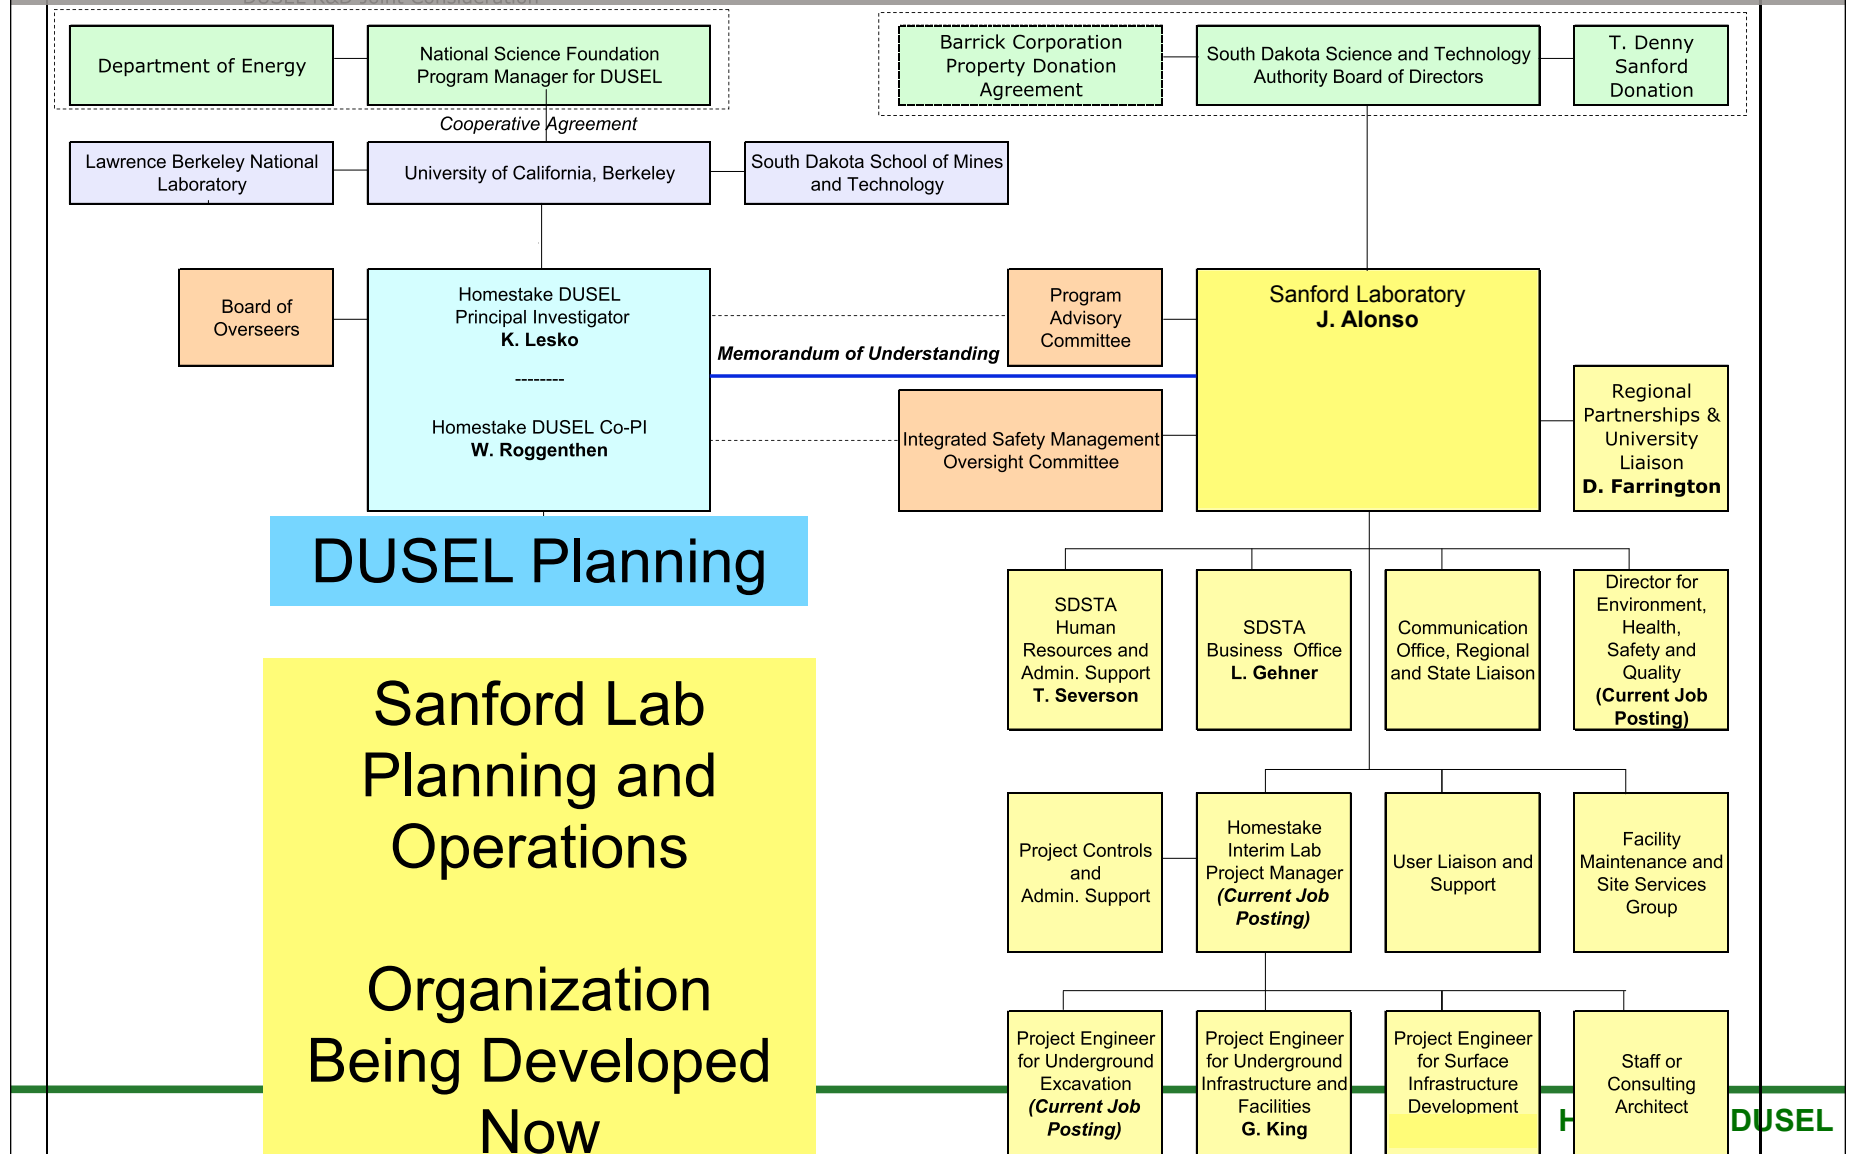 DUSEL R&D Joint Consideration
Department of Energy
National Science Foundation
Program Manager for DUSEL
Barrick Corporation
Property Donation
Agreement
South Dakota Science and Technology
Authority Board of Directors
T. Denny
Sanford
Donation
Cooperative Agreement
Lawrence Berkeley National
Laboratory
University of California, Berkeley
South Dakota School of Mines
and Technology
Board of
Overseers
Homestake DUSEL
Principal Investigator
K. Lesko
--------
Homestake DUSEL Co-PI
W. Roggenthen
Memorandum of Understanding
Program
Advisory
Committee
Integrated Safety Management
Oversight Committee
Sanford Laboratory
J. Alonso
Regional
Partnerships &
University
Liaison
D. Farrington
DUSEL Planning
SDSTA
Human
Resources and
Admin. Support
T. Severson
SDSTA
Business Office
L. Gehner
Communication
Office, Regional
and State Liaison
Director for
Environment,
Health,
Safety and
Quality
(Current Job
Posting)
Sanford Lab
Planning and
Operations
Organization
Being Developed
Now
Project Controls
and
Admin. Support
Homestake
Interim Lab
Project Manager
(Current Job
Posting)
User Liaison and
Support
Facility
Maintenance and
Site Services
Group
Project Engineer
for Underground
Excavation
(Current Job
Posting)
Project Engineer
for Underground
Infrastructure and
Facilities
G. King
Project Engineer
for Surface
Infrastructure
Development
Staff or
Consulting
Architect
DUSEL